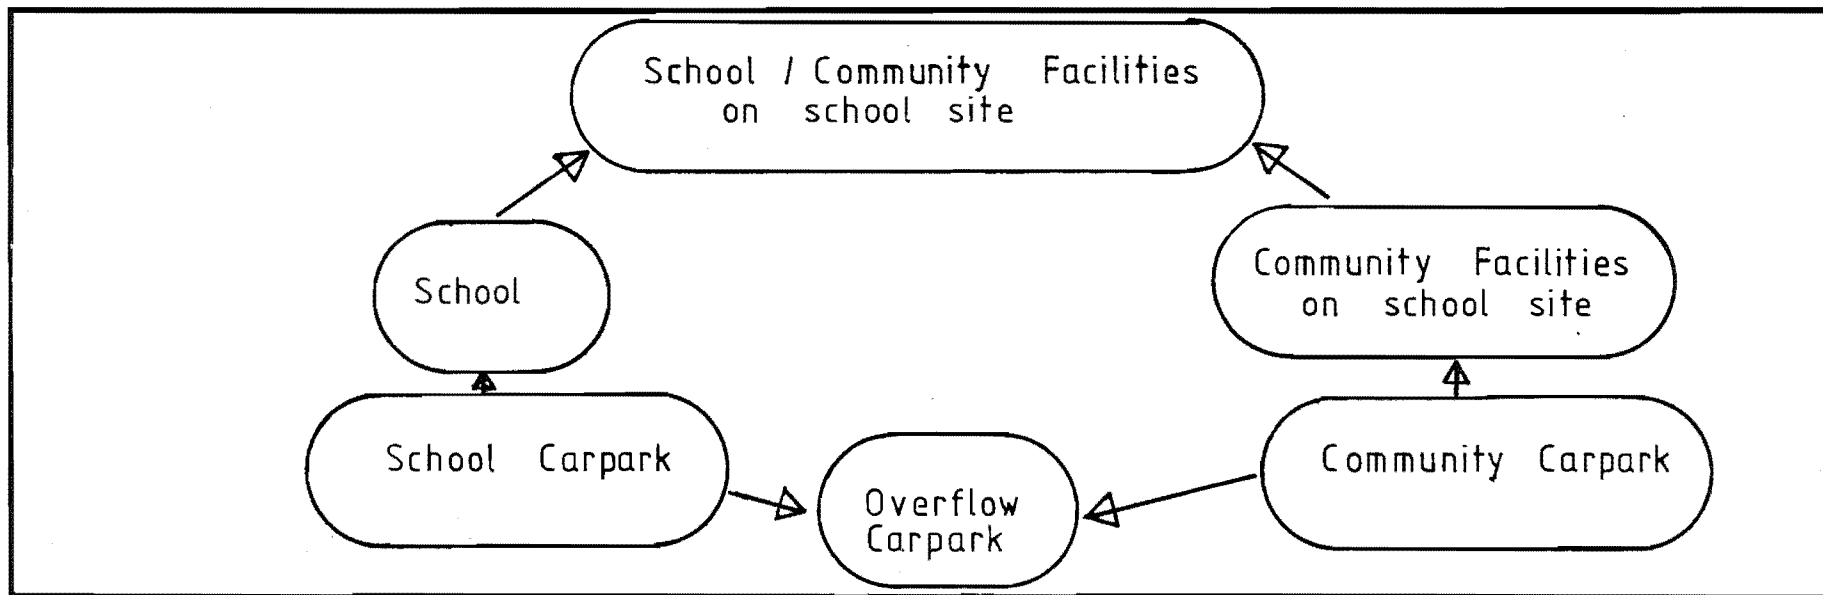 School / Community Facilities
on school site
School
Community Facilities
on school site
School Carpark
Community Carpark
Overflow
Carpark